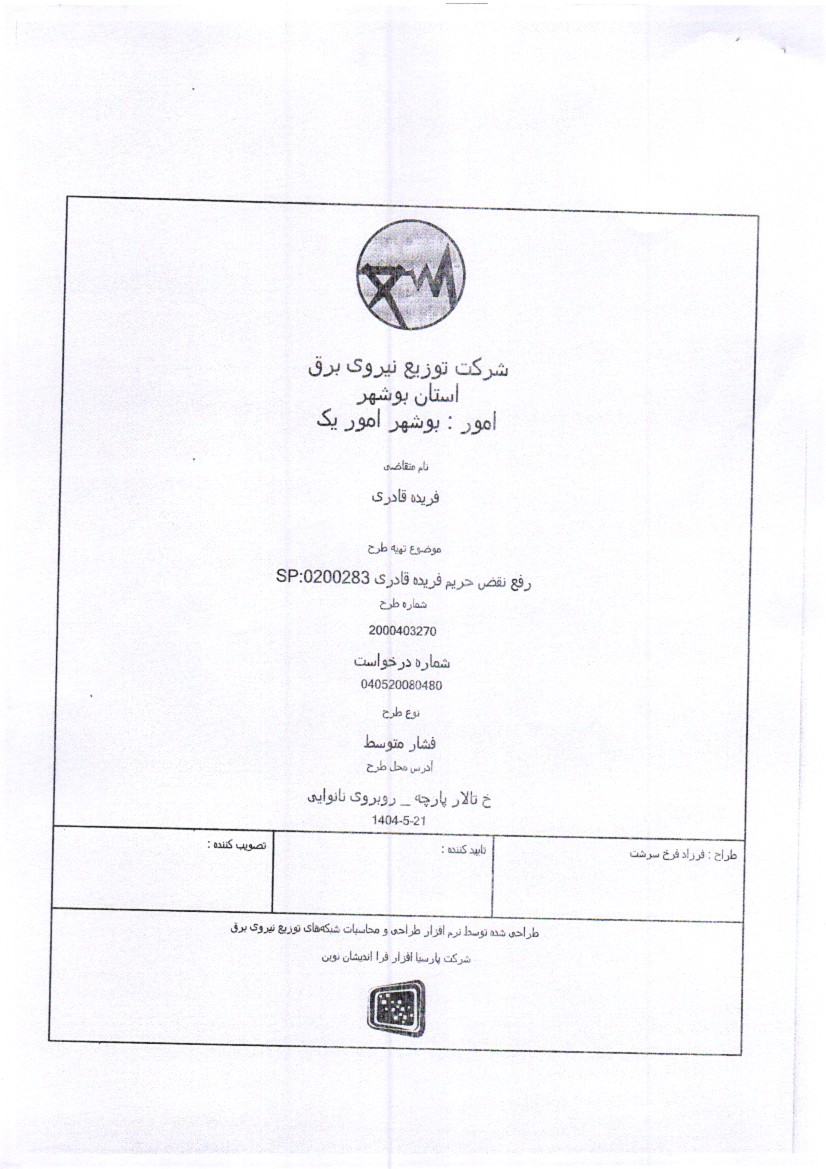 شرکت توزیع نیروی برق
استان بوشهر
امور : بوشهر امور یک
نام متقاضی
فریده قادری
موضوع تهیه طرح
رفع نقض حریم فریده قادری SP:0200283
شماره طرح
2000403270
شماره درخواست
040520080480
نوع طرح
فشار متوسط
آدرس محل طرح
خ تالار پارچه _ روبروی نانوایی
1404-5-21
طراح : فرزاد فرخ سرشت
تایید کننده :
تصویب کننده :
طراحی شده توسط نرم افزار طراحی و محاسبات شبکه‌های توزیع نیروی برق
شرکت پارسیا افزار فرا اندیشان نوین